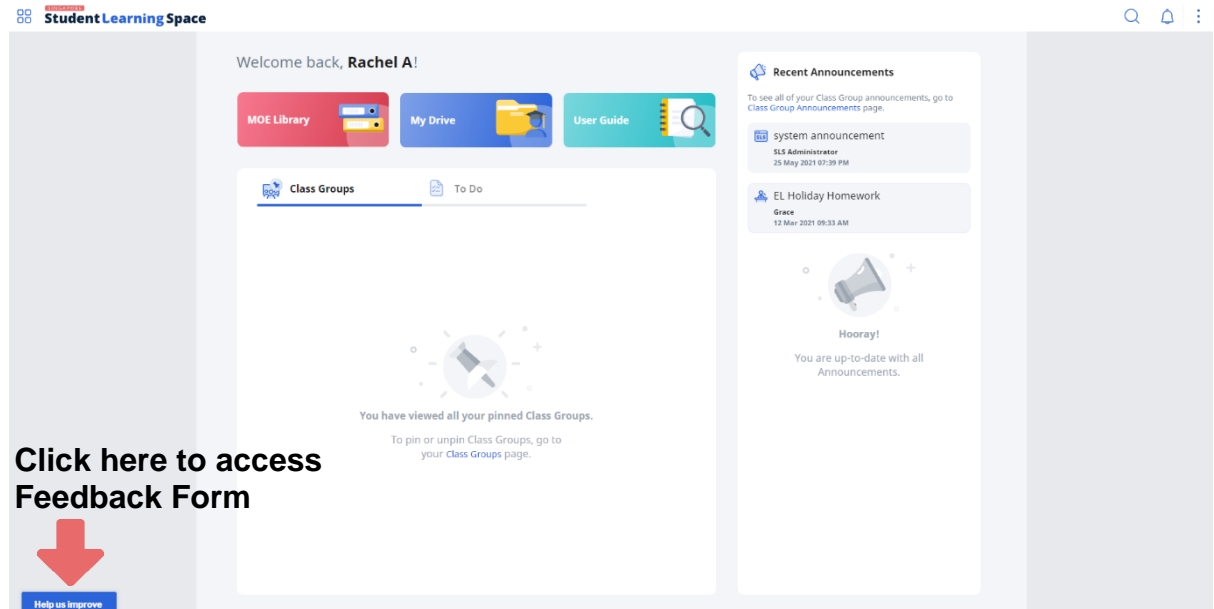 SINGAPORE
Student Learning Space
Welcome back, Rachel A!
MOE Library
My Drive
User Guide
Class Groups
To Do
You have viewed all your pinned Class Groups.
To pin or unpin Class Groups, go to
your Class Groups page.
Recent Announcements
To see all of your Class Group announcements, go to
Class Group Announcements page.
SLS
system announcement
SLS Administrator
25 May 2021 07:39 PM
EL Holiday Homework
Grace
12 Mar 2021 09:33 AM
Hooray!
You are up-to-date with all
Announcements.
Click here to access
Feedback Form
Help us improve